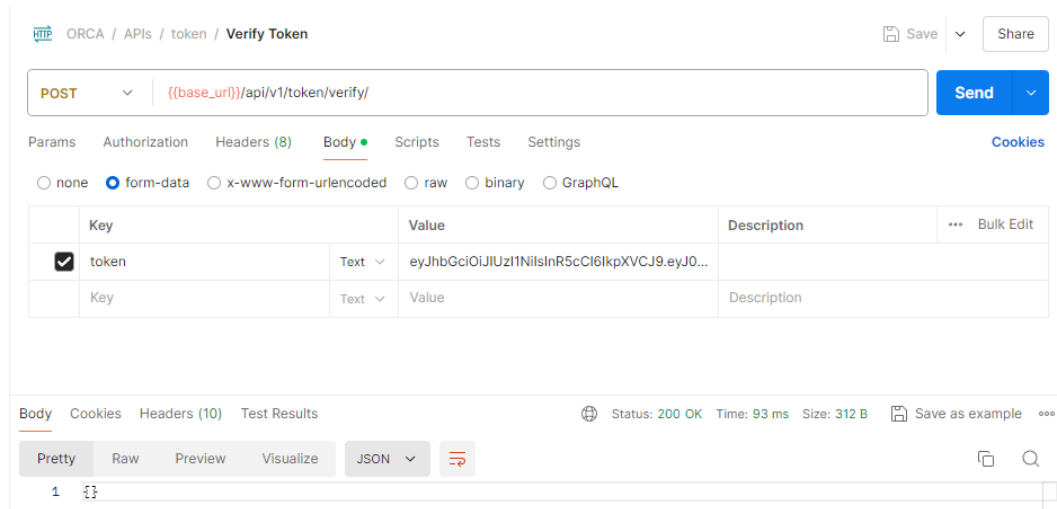 HTTP ORCA / APIs / token / Verify Token Save Share
POST {{base_url}}/api/v1/token/verify/ Send
Params Authorization Headers (8) Body Scripts Tests Settings Cookies
none form-data x-www-form-urlencoded raw binary GraphQL
Key Value Description ••• Bulk Edit
token Text eyJhbGciOiJIUzI1NiIsInR5cCI6IkpXVCJ9.eyJ0...
Key Text Value Description
Body Cookies Headers (10) Test Results Status: 200 OK Time: 93 ms Size: 312 B Save as example
Pretty Raw Preview Visualize JSON
1 {}